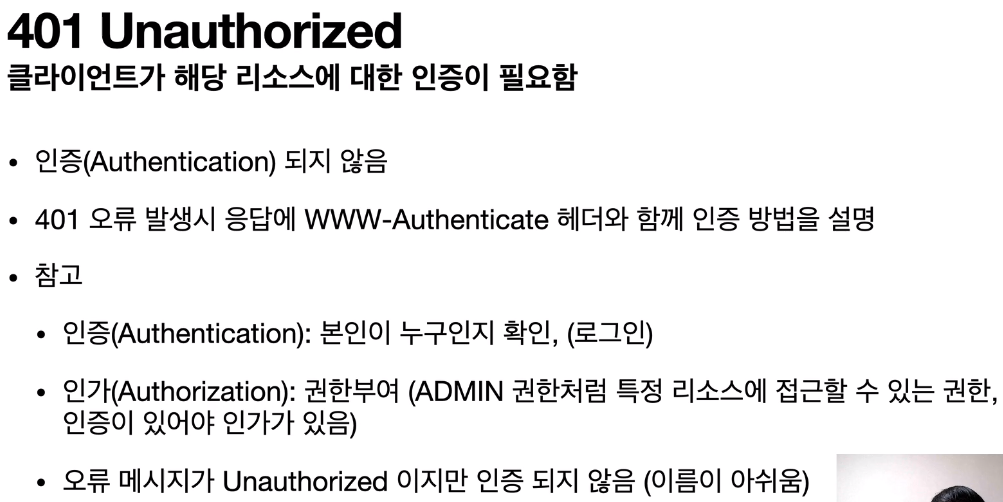 401 Unauthorized
클라이언트가 해당 리소스에 대한 인증이 필요함
• 인증(Authentication) 되지 않음
• 401 오류 발생시 응답에 WWW-Authenticate 헤더와 함께 인증 방법을 설명
• 참고
• 인증(Authentication): 본인이 누구인지 확인, (로그인)
• 인가(Authorization): 권한부여 (ADMIN 권한처럼 특정 리소스에 접근할 수 있는 권한,
인증이 있어야 인가가 있음)
• 오류 메시지가 Unauthorized 이지만 인증 되지 않음 (이름이 아쉬움)